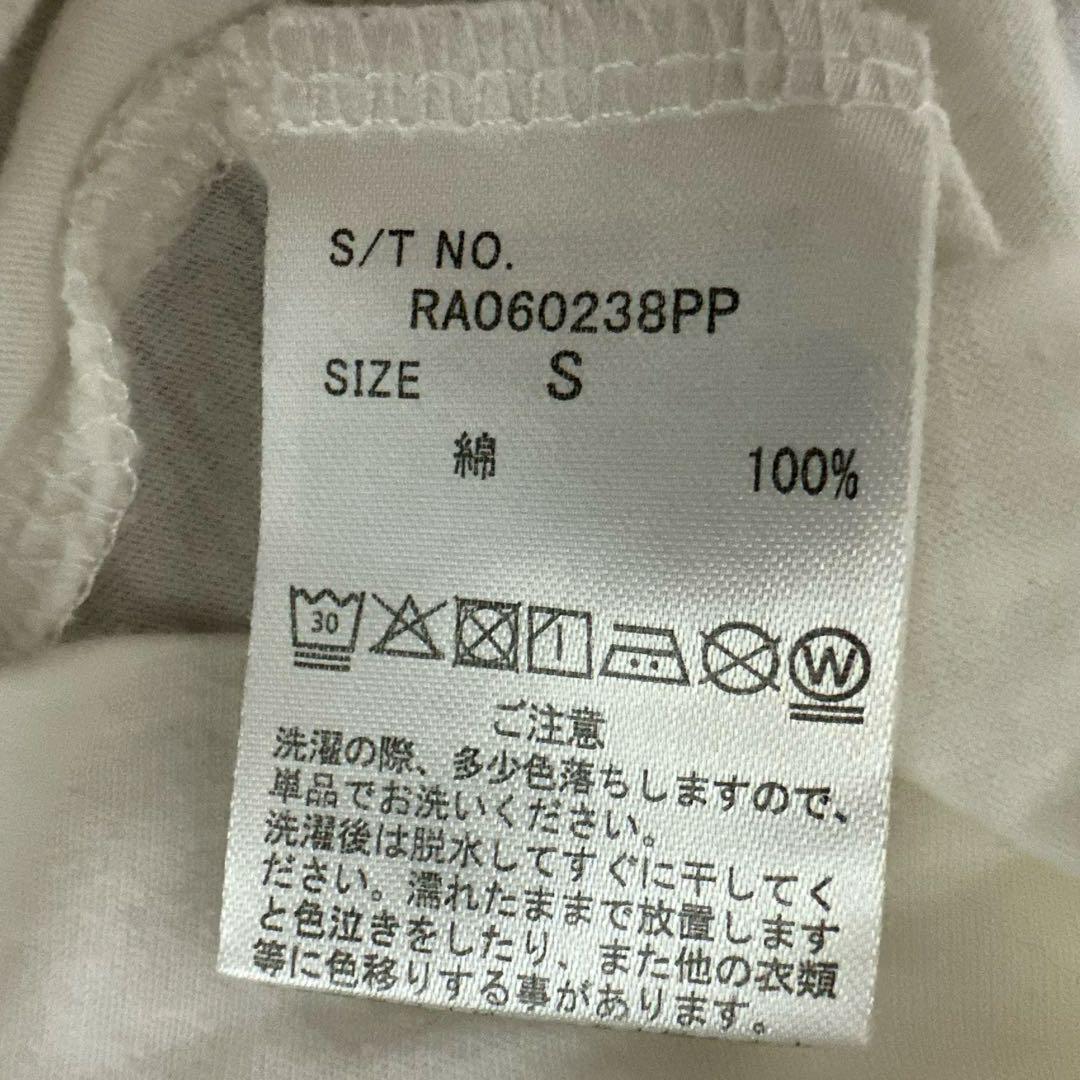 S/T NO.
RA060238PP
SIZE S
綿 100%
30
W
ご注意
洗濯の際、多少色落ちしますので、
単品でお洗いください。
洗濯後は脱水してすぐに干してく
ださい。濡れたままで放置します
と色泣きをしたり、また他の衣類
等に色移りする事があります。